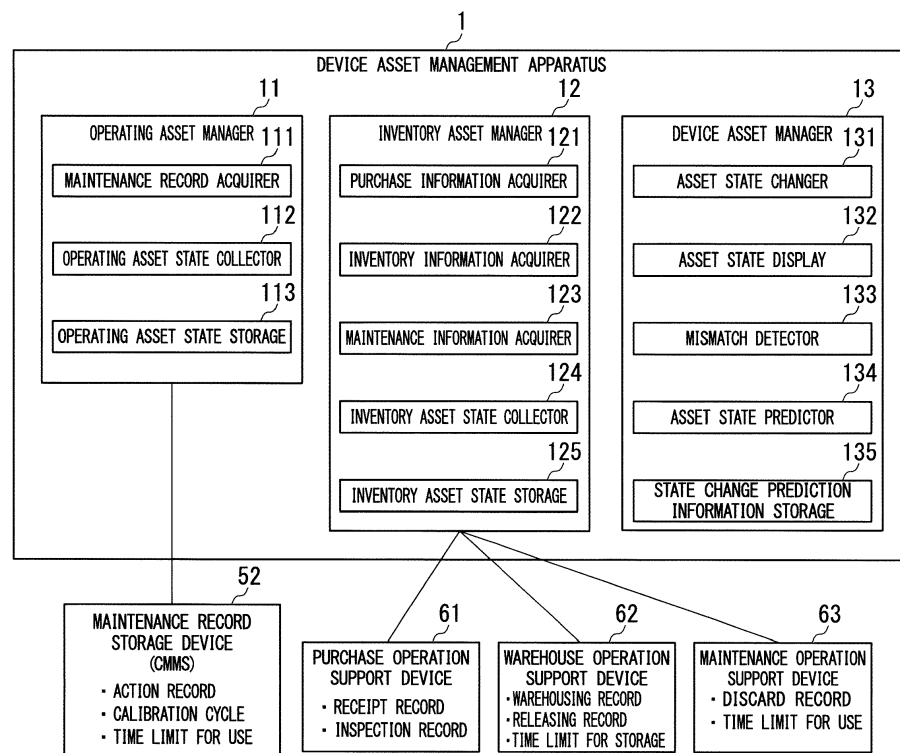 1
DEVICE ASSET MANAGEMENT APPARATUS
11
OPERATING ASSET MANAGER
111
MAINTENANCE RECORD ACQUIRER
112
OPERATING ASSET STATE COLLECTOR
113
OPERATING ASSET STATE STORAGE
12
INVENTORY ASSET MANAGER
121
PURCHASE INFORMATION ACQUIRER
122
INVENTORY INFORMATION ACQUIRER
123
MAINTENANCE INFORMATION ACQUIRER
124
INVENTORY ASSET STATE COLLECTOR
125
INVENTORY ASSET STATE STORAGE
13
DEVICE ASSET MANAGER
131
ASSET STATE CHANGER
132
ASSET STATE DISPLAY
133
MISMATCH DETECTOR
134
ASSET STATE PREDICTOR
135
STATE CHANGE PREDICTION
INFORMATION STORAGE
52
MAINTENANCE RECORD
STORAGE DEVICE
(CMMS)
・ACTION RECORD
・CALIBRATION CYCLE
・TIME LIMIT FOR USE
61
PURCHASE OPERATION
SUPPORT DEVICE
・RECEIPT RECORD
・INSPECTION RECORD
62
WAREHOUSE OPERATION
SUPPORT DEVICE
・WAREHOUSING RECORD
・RELEASING RECORD
・TIME LIMIT FOR STORAGE
63
MAINTENANCE OPERATION
SUPPORT DEVICE
・DISCARD RECORD
・TIME LIMIT FOR USE